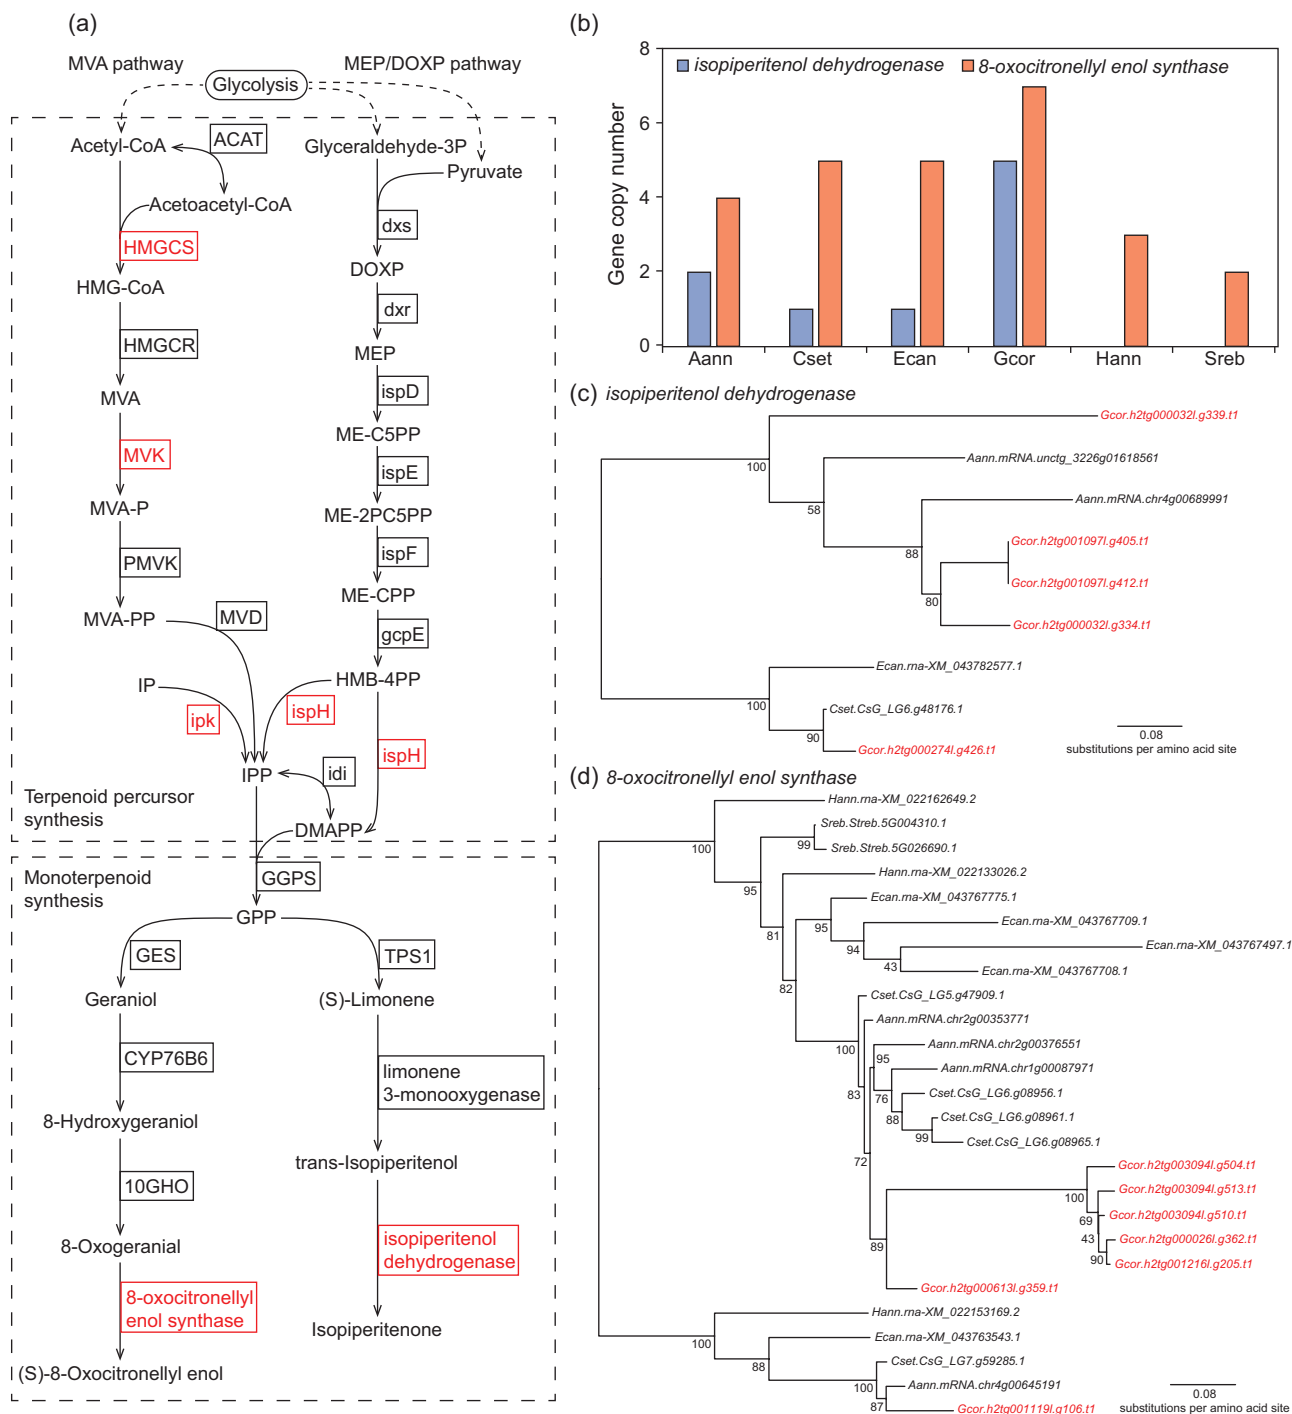 (a)
MVA pathway
MEP/DOXP pathway
Glycolysis
Acetyl-CoA
ACAT
Glyceraldehyde-3P
Pyruvate
Acetoacetyl-CoA
dxs
HMGCS
DOXP
HMG-CoA
dxr
HMGCR
MEP
ispD
MVA
ME-C5PP
MVK
ispE
MVA-P
ME-2PC5PP
PMVK
ispF
ME-CPP
MVA-PP
MVD
gcpE
IP
HMB-4PP
ipk
ispH
ispH
IPP
idi
Terpenoid percursor
synthesis
DMAPP
Monoterpenoid
synthesis
GGPS
GPP
GES
TPS1
Geraniol
(S)-Limonene
CYP76B6
limonene
3-monooxygenase
8-Hydroxygeraniol
trans-Isopiperitenol
10GHO
8-Oxogeranial
isopiperitenol
dehydrogenase
8-oxocitronellyl
enol synthase
Isopiperitenone
(S)-8-Oxocitronellyl enol
(b)
isopiperitenol dehydrogenase
8-oxocitronellyl enol synthase
Gene copy number
8
6
4
2
0
Aann Cset Ecan Gcor Hann Sreb
(c) isopiperitenol dehydrogenase
Gcor.h2tg000032l.g339.t1
100
Aann.mRNA.unctg_3226g01618561
58
Aann.mRNA.chr4g00689991
88
Gcor.h2tg001097l.g405.t1
Gcor.h2tg001097l.g412.t1
80
Gcor.h2tg000032l.g334.t1
Ecan.rna-XM_043782577.1
100
Cset.CsG_LG6.g48176.1
90
Gcor.h2tg000274l.g426.t1
0.08
substitutions per amino acid site
(d) 8-oxocitronellyl enol synthase
Hann.rna-XM_022162649.2
100
Sreb.Streb.5G004310.1
99
Sreb.Streb.5G026690.1
95
Hann.rna-XM_022133026.2
81
Ecan.rna-XM_043767775.1
95
Ecan.rna-XM_043767709.1
94
Ecan.rna-XM_043767497.1
43
Ecan.rna-XM_043767708.1
82
Cset.CsG_LG5.g47909.1
100
Aann.mRNA.chr2g00353771
83
Aann.mRNA.chr2g00376551
95
Aann.mRNA.chr1g00087971
76
Cset.CsG_LG6.g08956.1
88
Cset.CsG_LG6.g08961.1
99
Cset.CsG_LG6.g08965.1
72
Gcor.h2tg003094l.g504.t1
100
Gcor.h2tg003094l.g513.t1
69
Gcor.h2tg003094l.g510.t1
43
Gcor.h2tg000026l.g362.t1
90
Gcor.h2tg001216l.g205.t1
89
Gcor.h2tg000613l.g359.t1
Hann.rna-XM_022153169.2
100
Ecan.rna-XM_043763543.1
88
Cset.CsG_LG7.g59285.1
100
Aann.mRNA.chr4g00645191
87
Gcor.h2tg001119l.g106.t1
0.08
substitutions per amino acid site